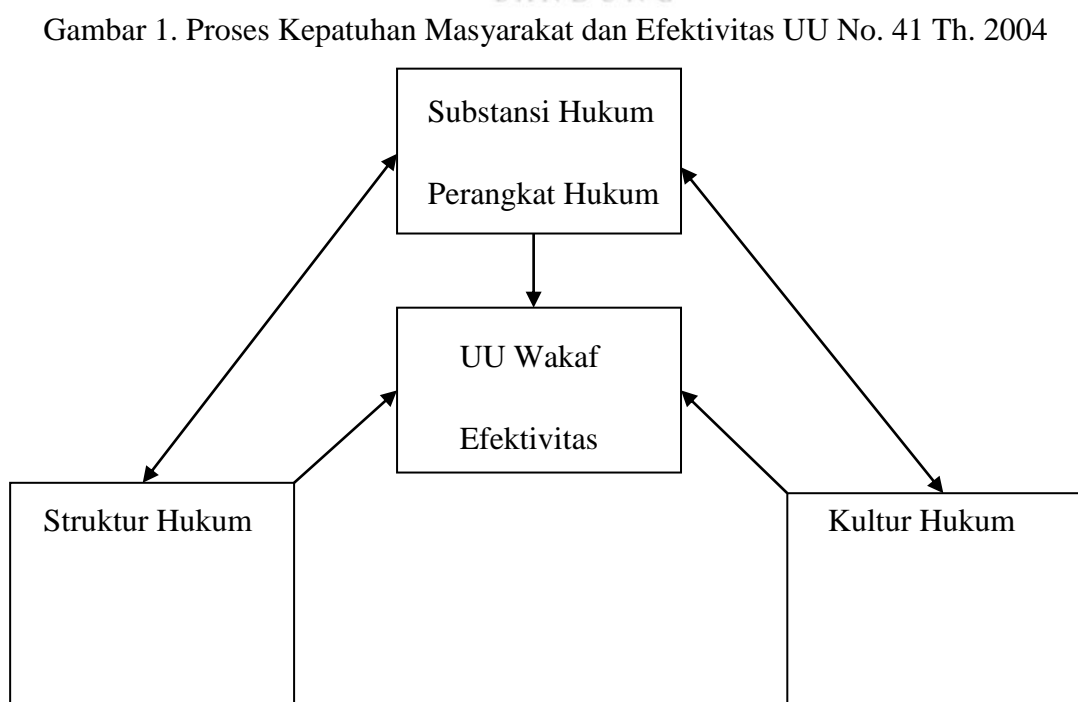 Gambar 1. Proses Kepatuhan Masyarakat dan Efektivitas UU No. 41 Th. 2004
Substansi Hukum
Perangkat Hukum
UU Wakaf
Efektivitas
Struktur Hukum
Kultur Hukum